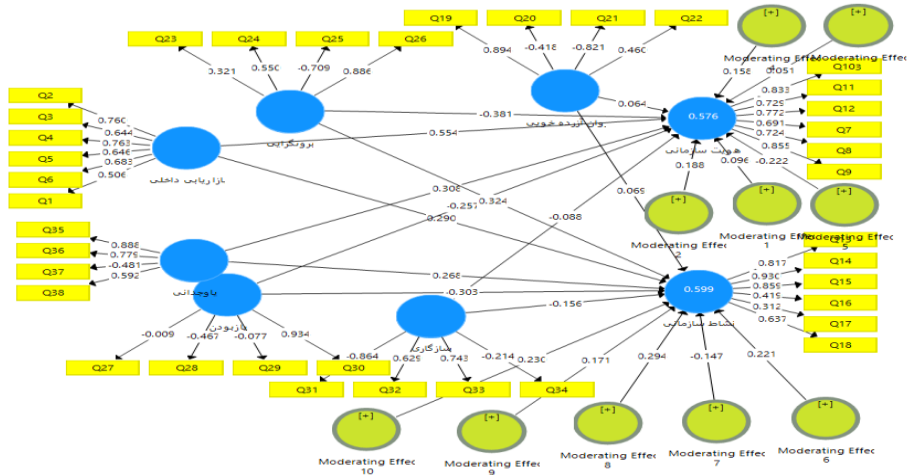 Q19
Q20
Q21
Q22
Q23
Q24
Q25
Q26
[+]
[+]
Moderating Effec
Moderating Effec
4
0.894
-0.418
-0.821
0.460
0.321
0.550
-0.709
0.886
0.158
0.051
Q2
Q3
Q4
Q5
Q6
Q1
0.760
0.644
0.763
0.646
0.683
0.506
بازاریابی داخلی
برونگرایی
روان آزرده خویی
0.064
-0.381
0.554
0.576
هویت سازمانی
0.833
0.729
0.772
0.691
0.724
0.855
-0.222
Q11
Q12
Q7
Q8
Q9
0.188
0.096
[+]
[+]
[+]
Moderating Effec
2
Moderating Effec
1
Moderating Effec
5
0.308
-0.257
0.324
0.290
0.069
-0.088
Q35
Q36
Q37
Q38
0.888
0.779
-0.481
0.592
باوجدانی
بازبودن
0.268
-0.303
-0.156
0.599
نشاط سازمانی
0.817
0.930
0.859
0.419
0.312
0.637
Q14
Q15
Q16
Q17
Q18
-0.009
-0.467
-0.077
0.934
Q27
Q28
Q29
Q30
سازگاری
-0.864
0.629
0.743
-0.214
Q31
Q32
Q33
Q34
0.230
0.171
0.294
-0.147
0.221
[+]
[+]
[+]
[+]
[+]
Moderating Effec
10
Moderating Effec
9
Moderating Effec
8
Moderating Effec
7
Moderating Effec
6